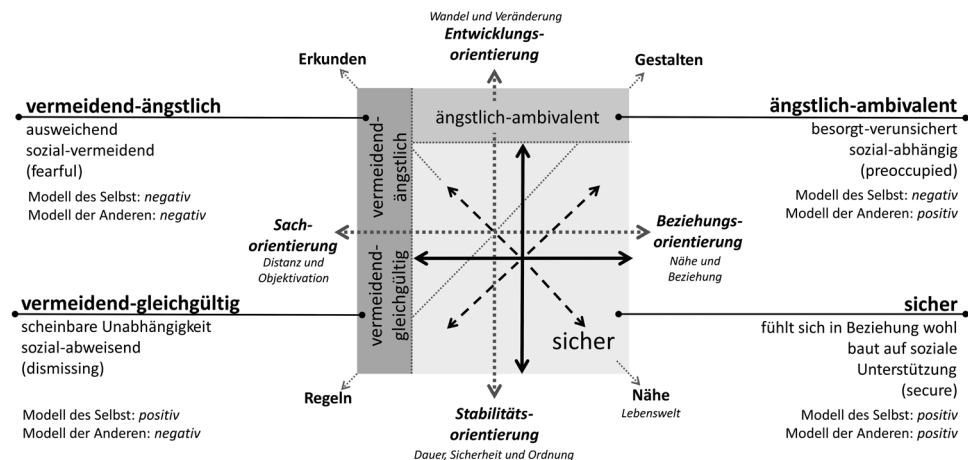 Wandel und Veränderung
Entwicklungs-
orientierung
Erkunden
Gestalten
vermeidend-ängstlich
ausweichend
sozial-vermeidend
(fearful)
Modell des Selbst: negativ
Modell der Anderen: negativ
ängstlich-ambivalent
besorgt-verunsichert
sozial-abhängig
(preoccupied)
Modell des Selbst: negativ
Modell der Anderen: positiv
ängstlich-ambivalent
vermeidend-
ängstlich
vermeidend-
gleichgültig
sicher
Sach-
orientierung
Distanz und
Objektivation
Beziehungs-
orientierung
Nähe und
Beziehung
vermeidend-gleichgültig
scheinbare Unabhängigkeit
sozial-abweisend
(dismissing)
Modell des Selbst: positiv
Modell der Anderen: negativ
sicher
fühlt sich in Beziehung wohl
baut auf soziale
Unterstützung
(secure)
Modell des Selbst: positiv
Modell der Anderen: positiv
Regeln
Nähe
Lebenswelt
Stabilitäts-
orientierung
Dauer, Sicherheit und Ordnung